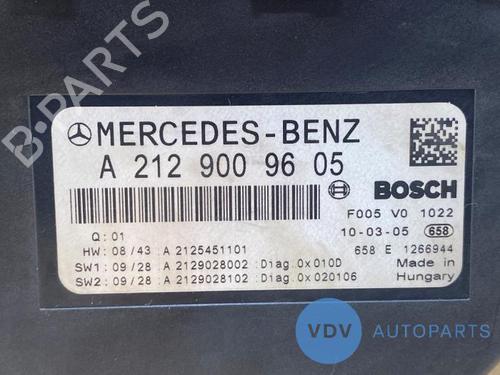 B-PARTS
MERCEDES-BENZ
A 212 900 96 05
BOSCH
F005 V0 1022
Q: 01
10-03-05 658
HW: 08/43 A 2125451101
658 E 1266944
SW1: 09/28 A 2129028002 Diag.0x010D
Made in
SW2: 09/28 A 2129028102 Diag.0x020106
Hungary
VDV AUTOPARTS